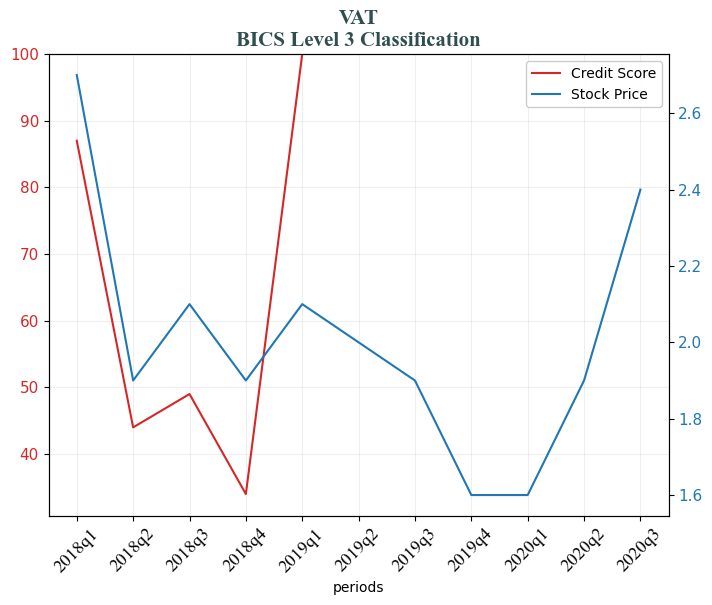 VAT
BICS Level 3 Classification
100
90
80
70
60
50
40
Credit Score
Stock Price
2.6
2.4
2.2
2.0
1.8
1.6
2018q1
2018q2
2018q3
2018q4
2019q1
2019q2
2019q3
2019q4
2020q1
2020q2
2020q3
periods